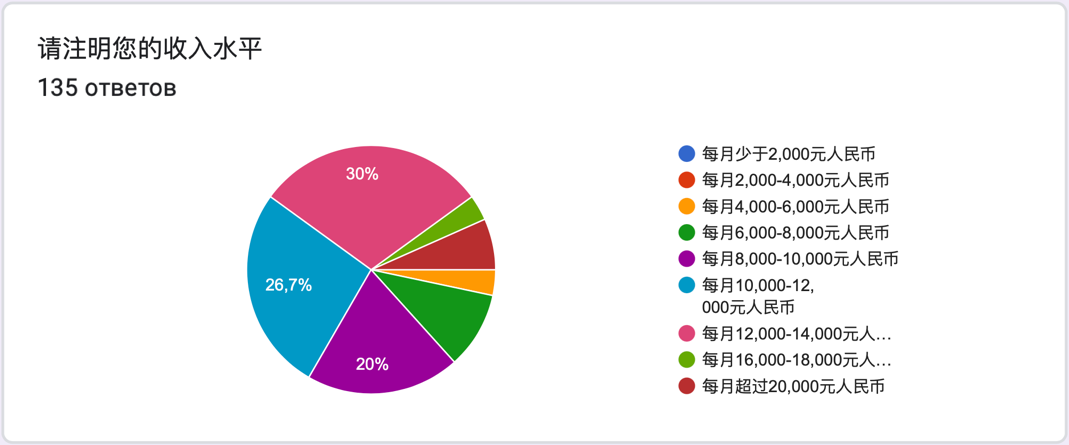 请注明您的收入水平
135 ответов
30%
26,7%
20%
每月少于2,000元人民币
每月2,000-4,000元人民币
每月4,000-6,000元人民币
每月6,000-8,000元人民币
每月8,000-10,000元人民币
每月10,000-12,
000元人民币
每月12,000-14,000元人…
每月16,000-18,000元人…
每月超过20,000元人民币